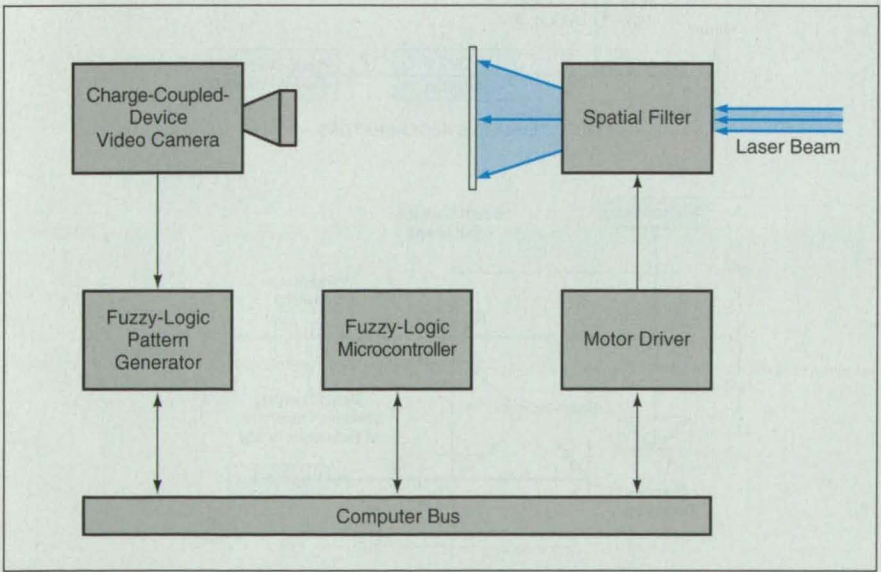 Charge-Coupled-
Device
Video Camera
Spatial Filter
Laser Beam
Fuzzy-Logic
Pattern
Generator
Fuzzy-Logic
Microcontroller
Motor Driver
Computer Bus